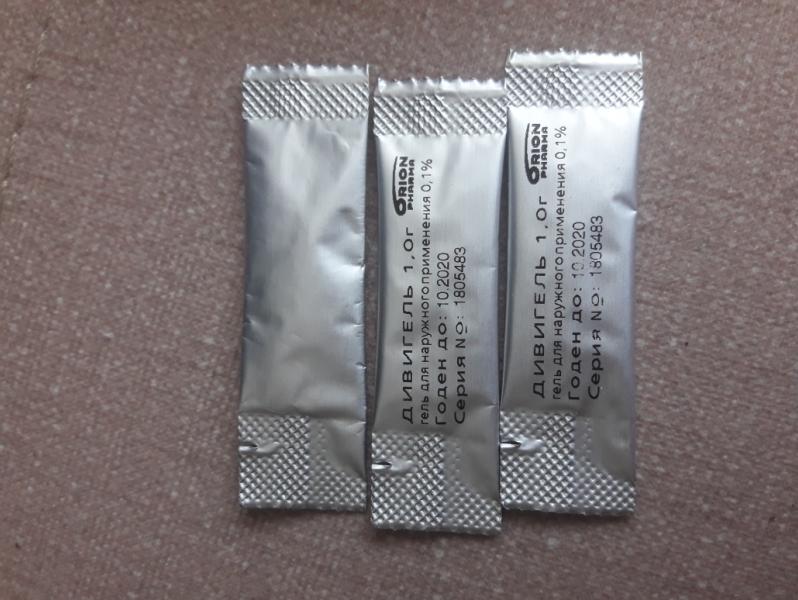 ДИВИГЕЛЬ 1,0г
гель для наружного применения 0,1%
Годен до: 10.2020
Серия №: 1805483
ORION
PHARMA
ДИВИГЕЛЬ 1,0г
гель для наружного применения 0,1%
Годен до: 10.2020
Серия №: 1805483
ORION
PHARMA